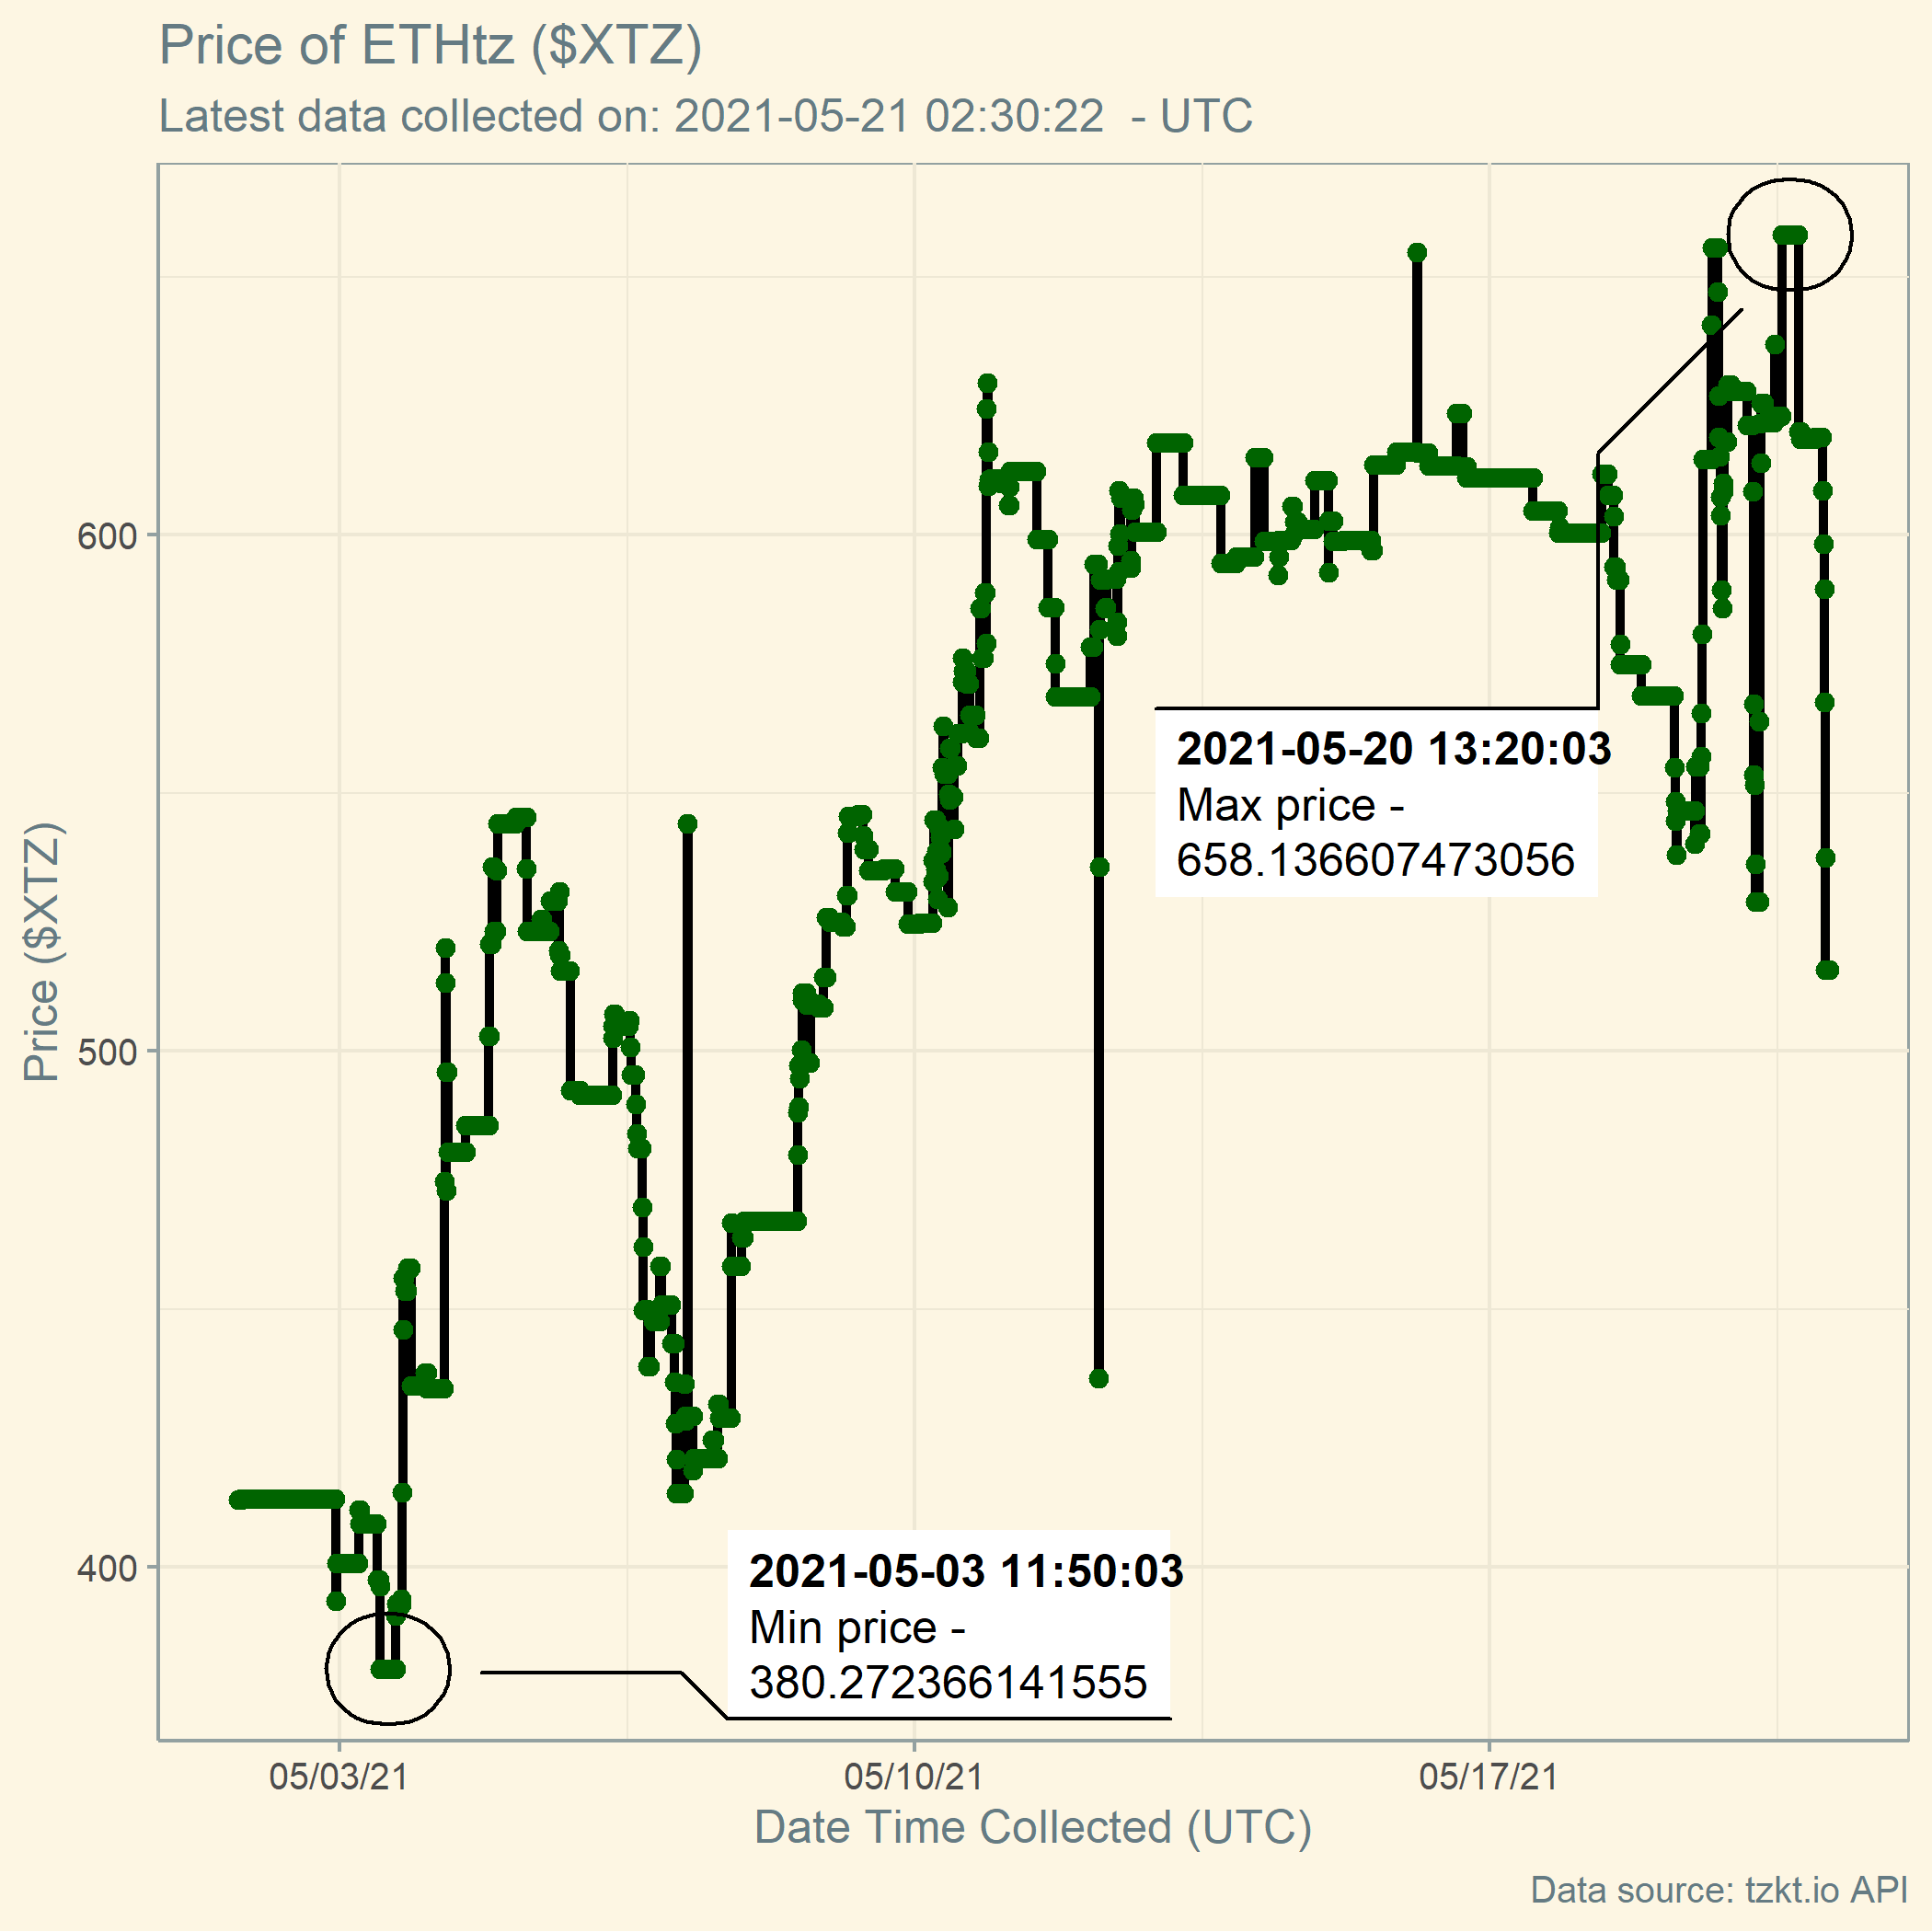 Price of ETHtz ($XTZ)
Latest data collected on: 2021-05-21 02:30:22  - UTC
Price ($XTZ)
600
500
400
2021-05-20 13:20:03
Max price -
658.136607473056
2021-05-03 11:50:03
Min price -
380.272366141555
05/03/21
05/10/21
05/17/21
Date Time Collected (UTC)
Data source: tzkt.io API